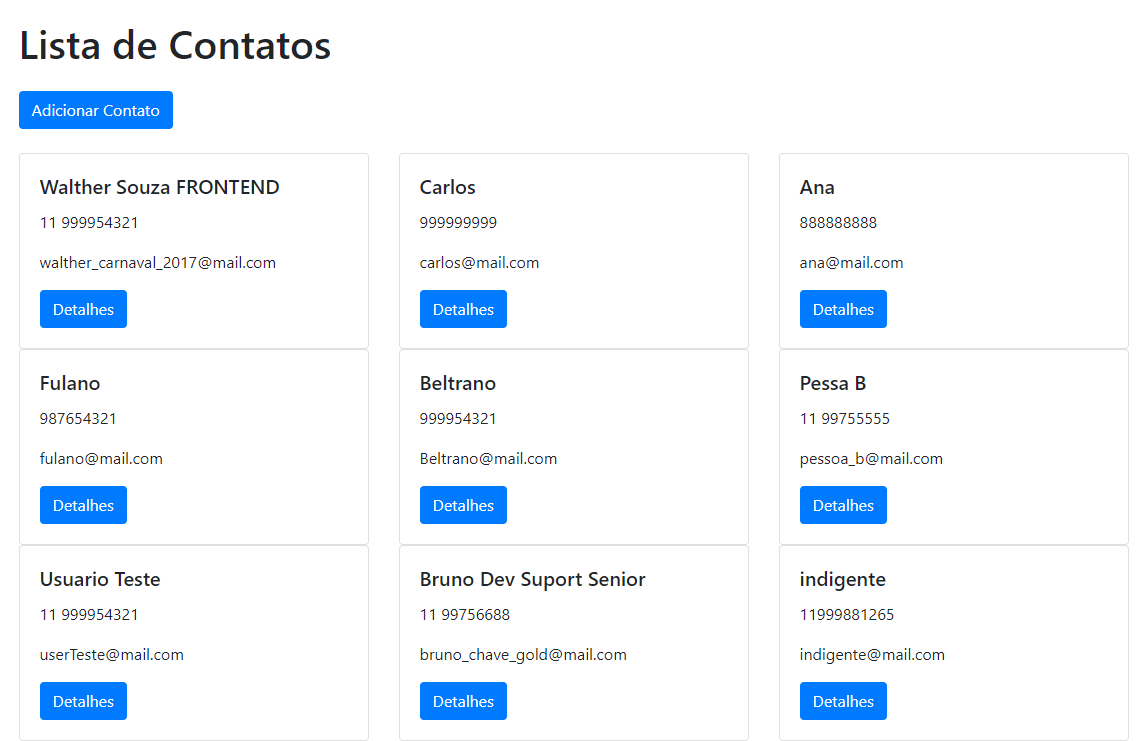 Lista de Contatos
Adicionar Contato
Walther Souza FRONTEND
11 999954321
walther_carnaval_2017@mail.com
Detalhes
Carlos
999999999
carlos@mail.com
Detalhes
Ana
888888888
ana@mail.com
Detalhes
Fulano
987654321
fulano@mail.com
Detalhes
Beltrano
999954321
Beltrano@mail.com
Detalhes
Pessa B
11 99755555
pessoa_b@mail.com
Detalhes
Usuario Teste
11 999954321
userTeste@mail.com
Detalhes
Bruno Dev Suport Senior
11 99756688
bruno_chave_gold@mail.com
Detalhes
indigente
11999881265
indigente@mail.com
Detalhes